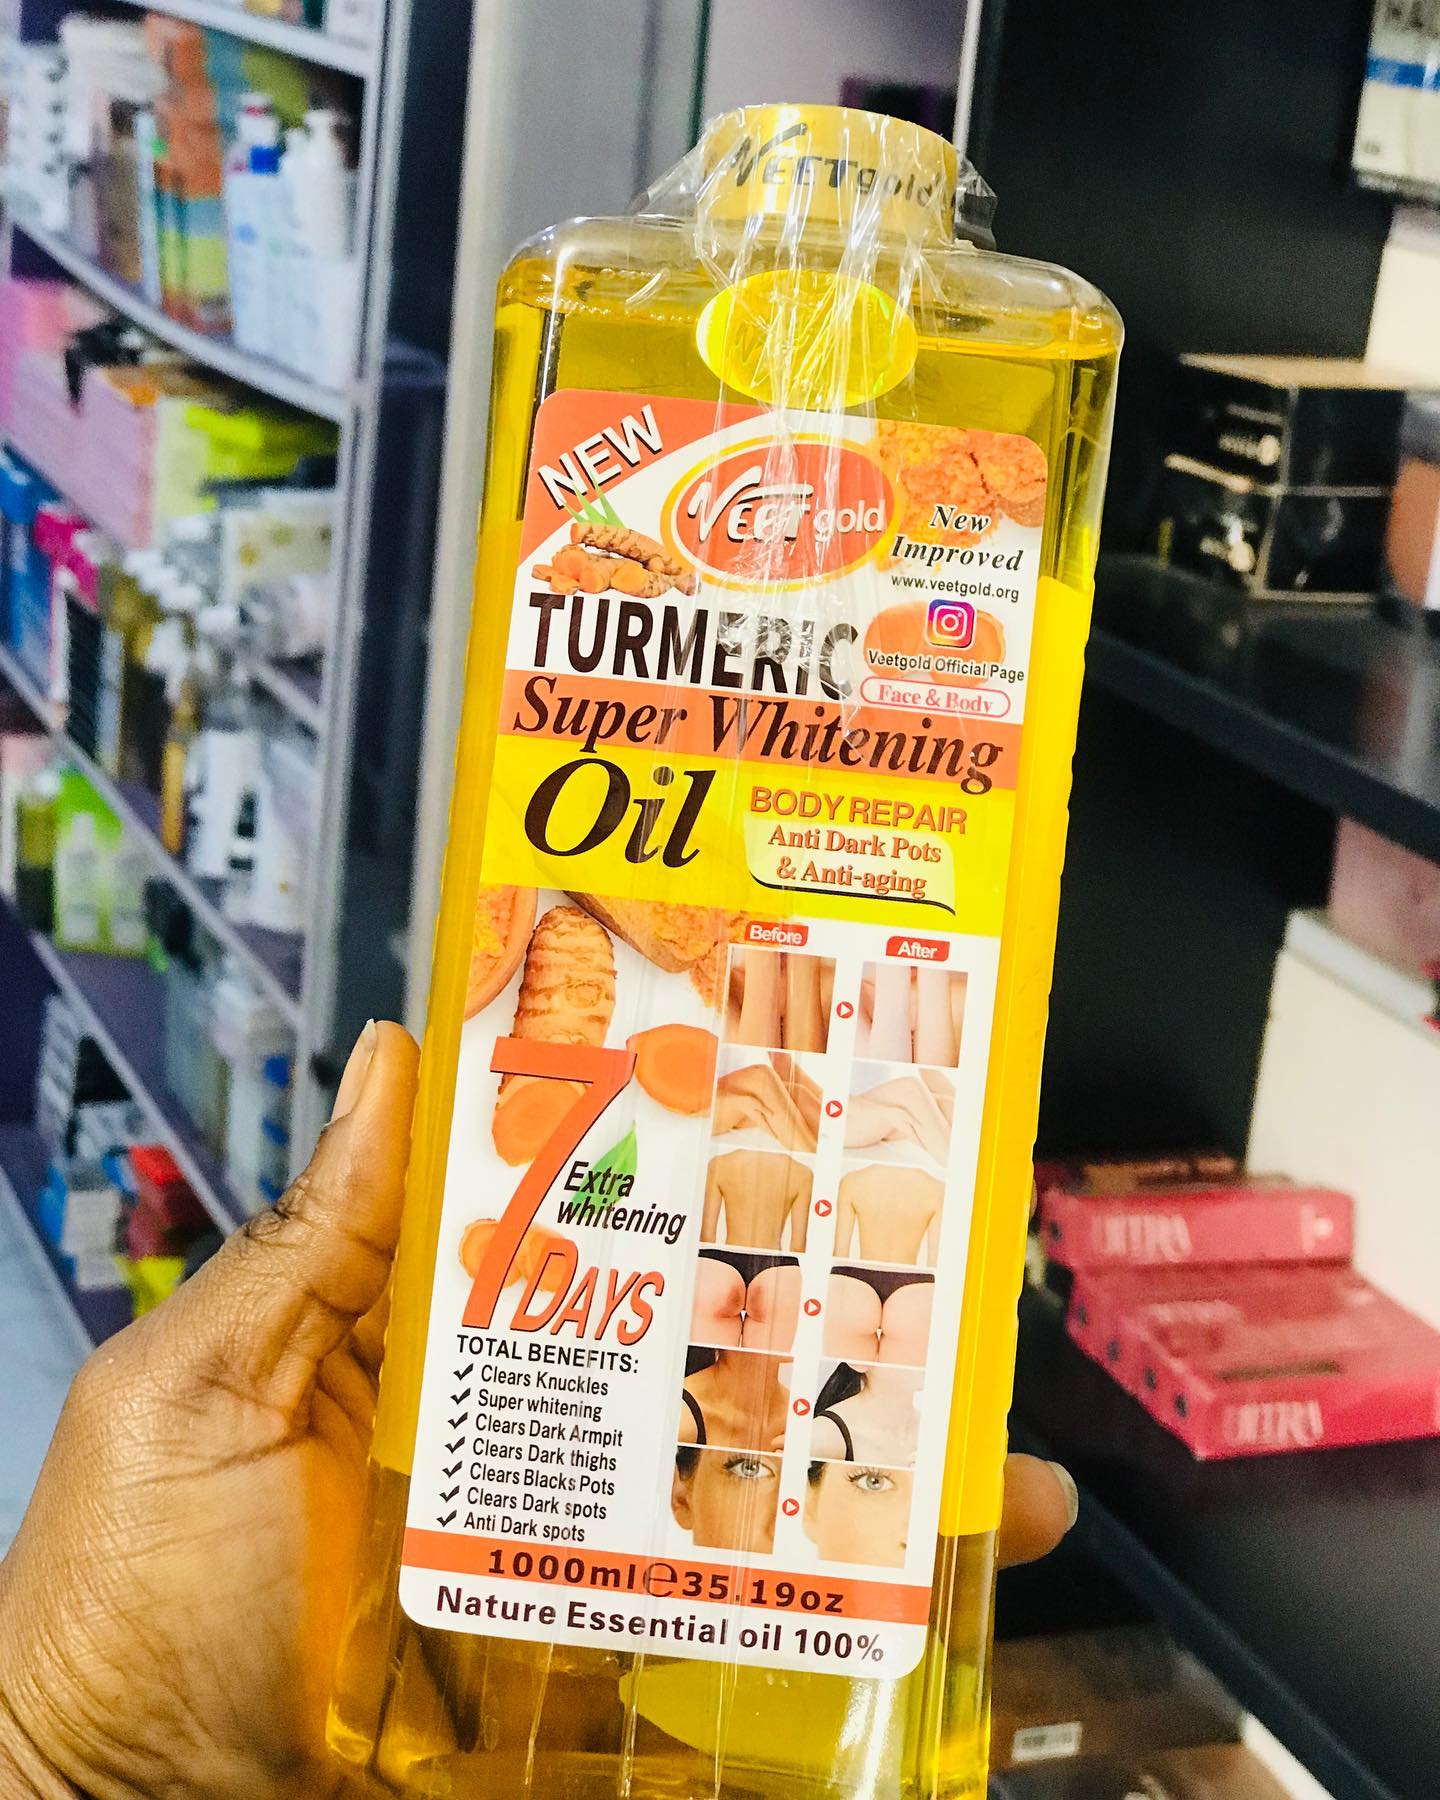 VEET gold
NEW
VEET gold
New
Improved
www.veetgold.org
Veetgold Official Page
TURMERIC
Face & Body
Super Whitening
Oil
BODY REPAIR
Anti Dark Pots
& Anti-aging
Before
After
7
Extra
whitening
DAYS
TOTAL BENEFITS:
Clears Knuckles
Super whitening
Clears Dark Armpit
Clears Dark thighs
Clears Blacks Pots
Clears Dark spots
Anti Dark spots
1000ml℮35.19oz
Nature Essential oil 100%